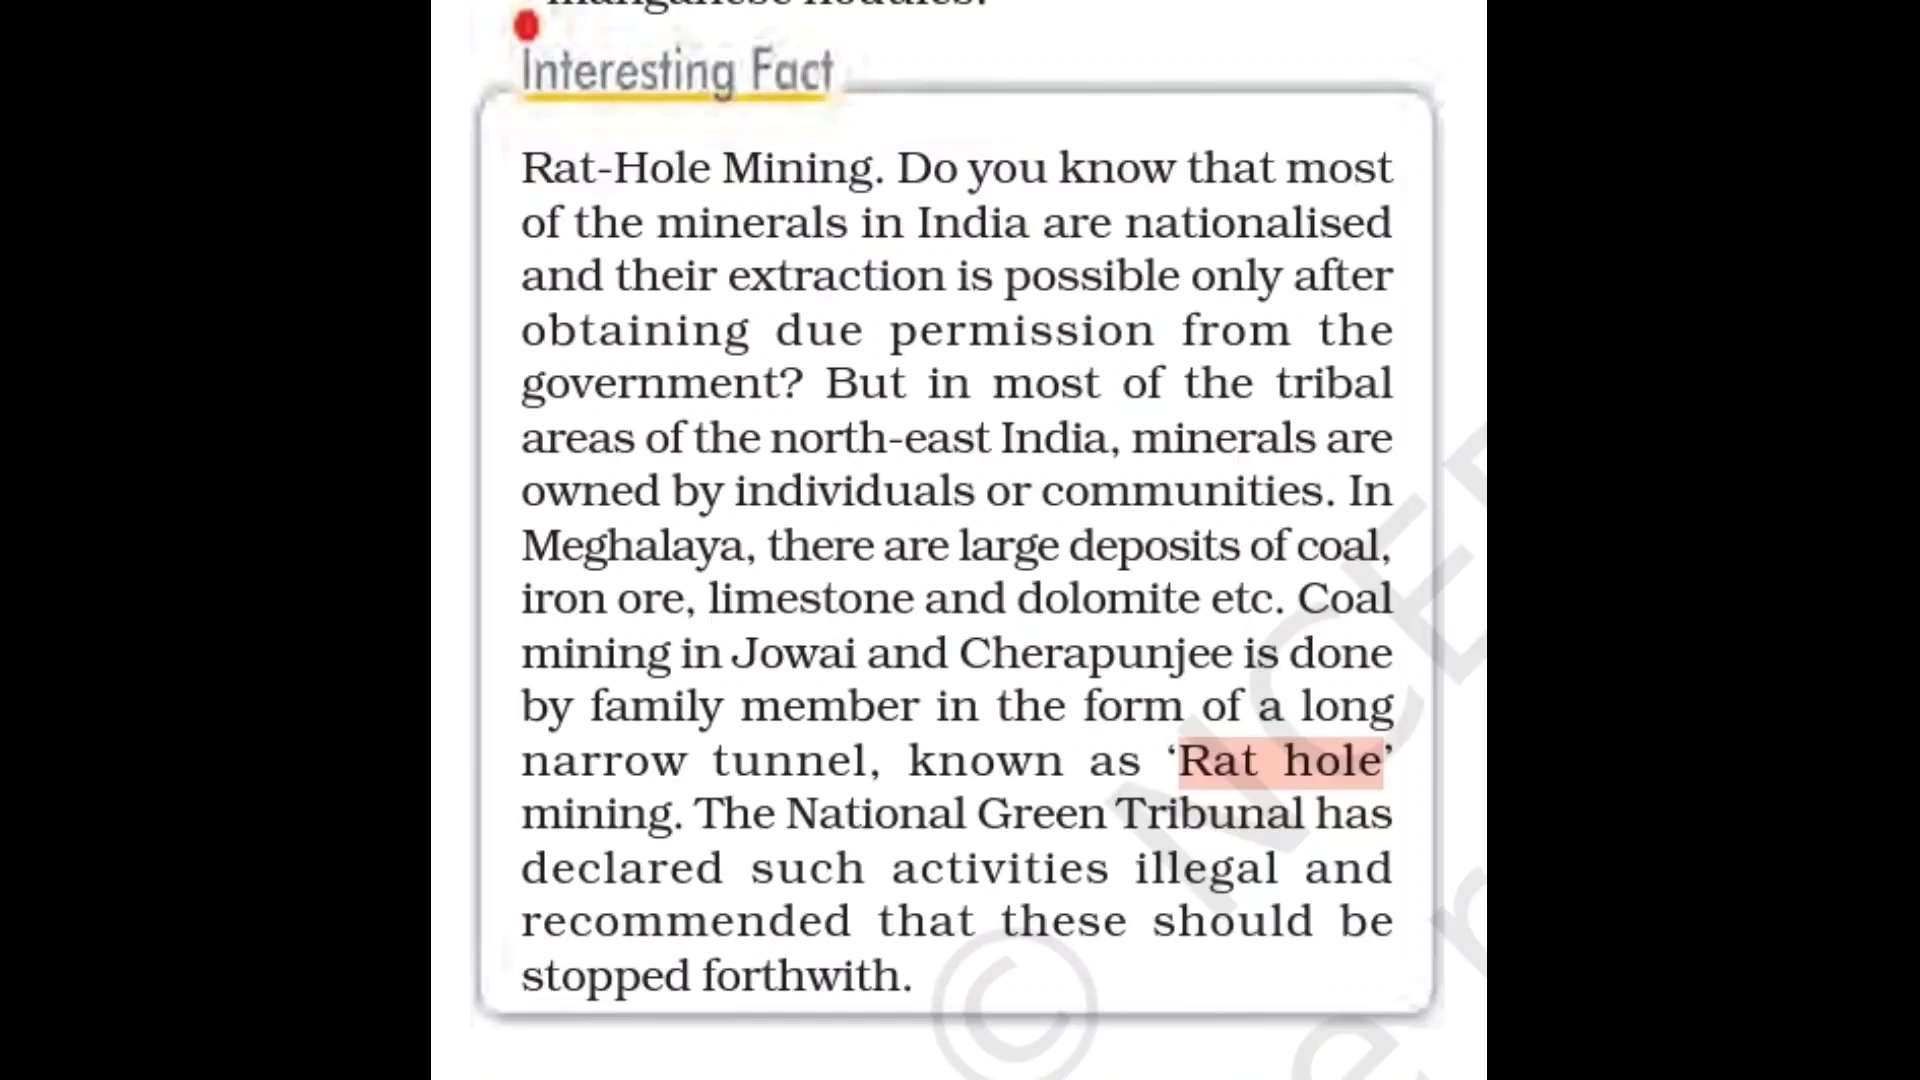 manganese nodules.
Interesting Fact
Rat-Hole Mining. Do you know that most
of the minerals in India are nationalised
and their extraction is possible only after
obtaining due permission from the
government? But in most of the tribal
areas of the north-east India, minerals are
owned by individuals or communities. In
Meghalaya, there are large deposits of coal,
iron ore, limestone and dolomite etc. Coal
mining in Jowai and Cherapunjee is done
by family member in the form of a long
narrow tunnel, known as ‘Rat hole’
mining. The National Green Tribunal has
declared such activities illegal and
recommended that these should be
stopped forthwith.
©